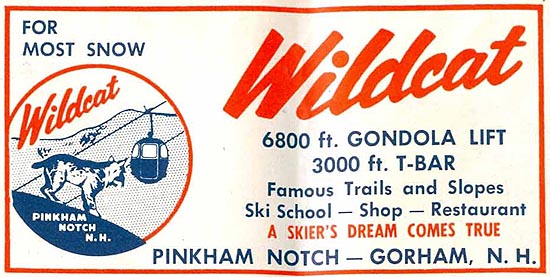 FOR
MOST SNOW
Wildcat
PINKHAM
NOTCH
N.H.
Wildcat
6800 ft. GONDOLA LIFT
3000 ft. T-BAR
Famous Trails and Slopes
Ski School — Shop — Restaurant
A SKIER'S DREAM COMES TRUE
PINKHAM NOTCH — GORHAM, N. H.